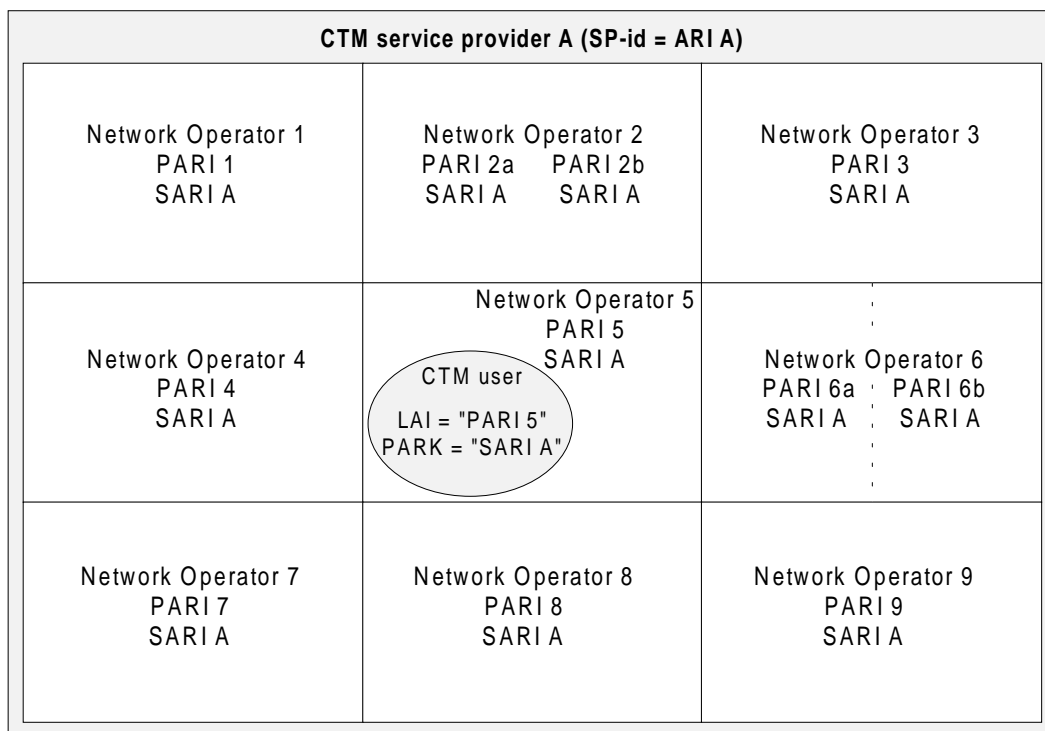 CTM service provider A (SP-id = ARI A)
Network Operator 1
PARI 1
SARI A
Network Operator 2
PARI 2a PARI 2b
SARI A SARI A
Network Operator 3
PARI 3
SARI A
Network Operator 4
PARI 4
SARI A
Network Operator 5
PARI 5
SARI A
CTM user
LAI = "PARI 5"
PARK = "SARI A"
Network Operator 6
PARI 6a PARI 6b
SARI A SARI A
Network Operator 7
PARI 7
SARI A
Network Operator 8
PARI 8
SARI A
Network Operator 9
PARI 9
SARI A